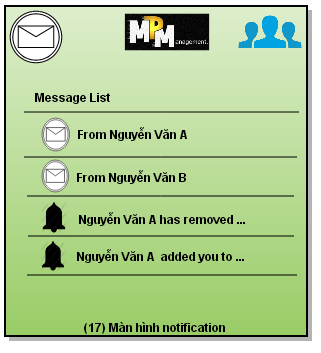 MPM
anagement.
Message List
From Nguyễn Văn A
From Nguyễn Văn B
Nguyễn Văn A has removed ...
Nguyễn Văn A  added you to ...
(17) Màn hình notification